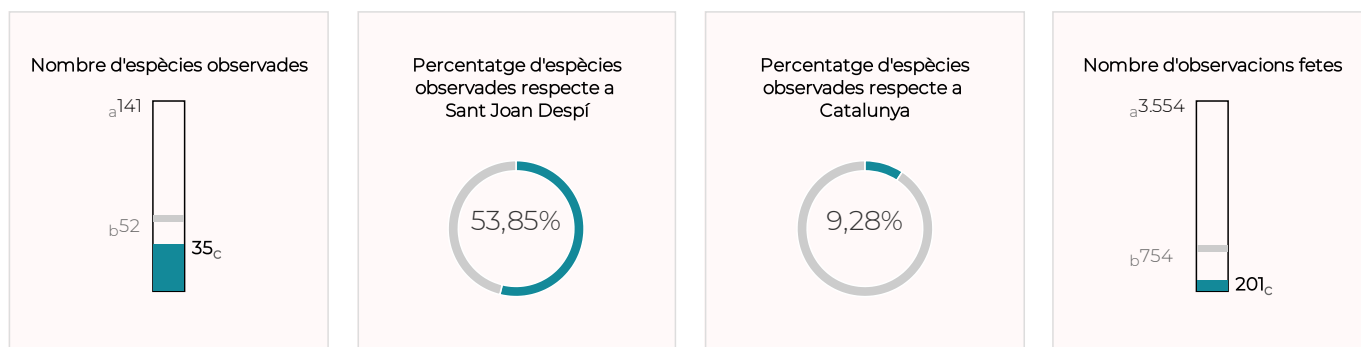 Nombre d'espècies observades
a141
b52
35c
Percentatge d'espècies
observades respecte a
Sant Joan Despí
53,85%
Percentatge d'espècies
observades respecte a
Catalunya
9,28%
Nombre d'observacions fetes
a3.554
b754
201c